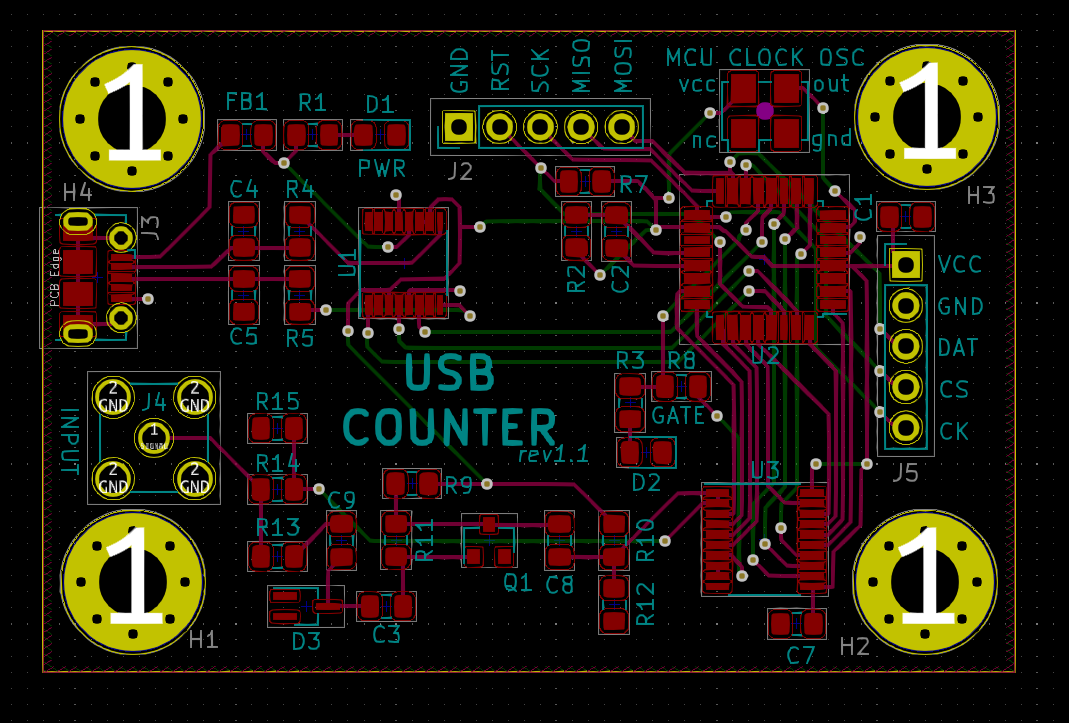 GND RST SCK MISO MOSI
MCU CLOCK OSC
vcc out
nc gnd
1
1
FB1 R1 D1
PWR
J2
R7
H4
H3
C4 R4
C1
J3
U1
R2 C2
PCB Edge
VCC
GND
DAT
CS
CK
C5 R5
U2
USB
COUNTER
rev1.1
R3 R8
GATE
D2
U3
J5
INPUT
J4
2
GND
2
GND
1
2
GND
2
GND
R15
R14
R13
C9
R9
R11
Q1
C8
R10
R12
1
1
H1
D3
C3
C7
H2